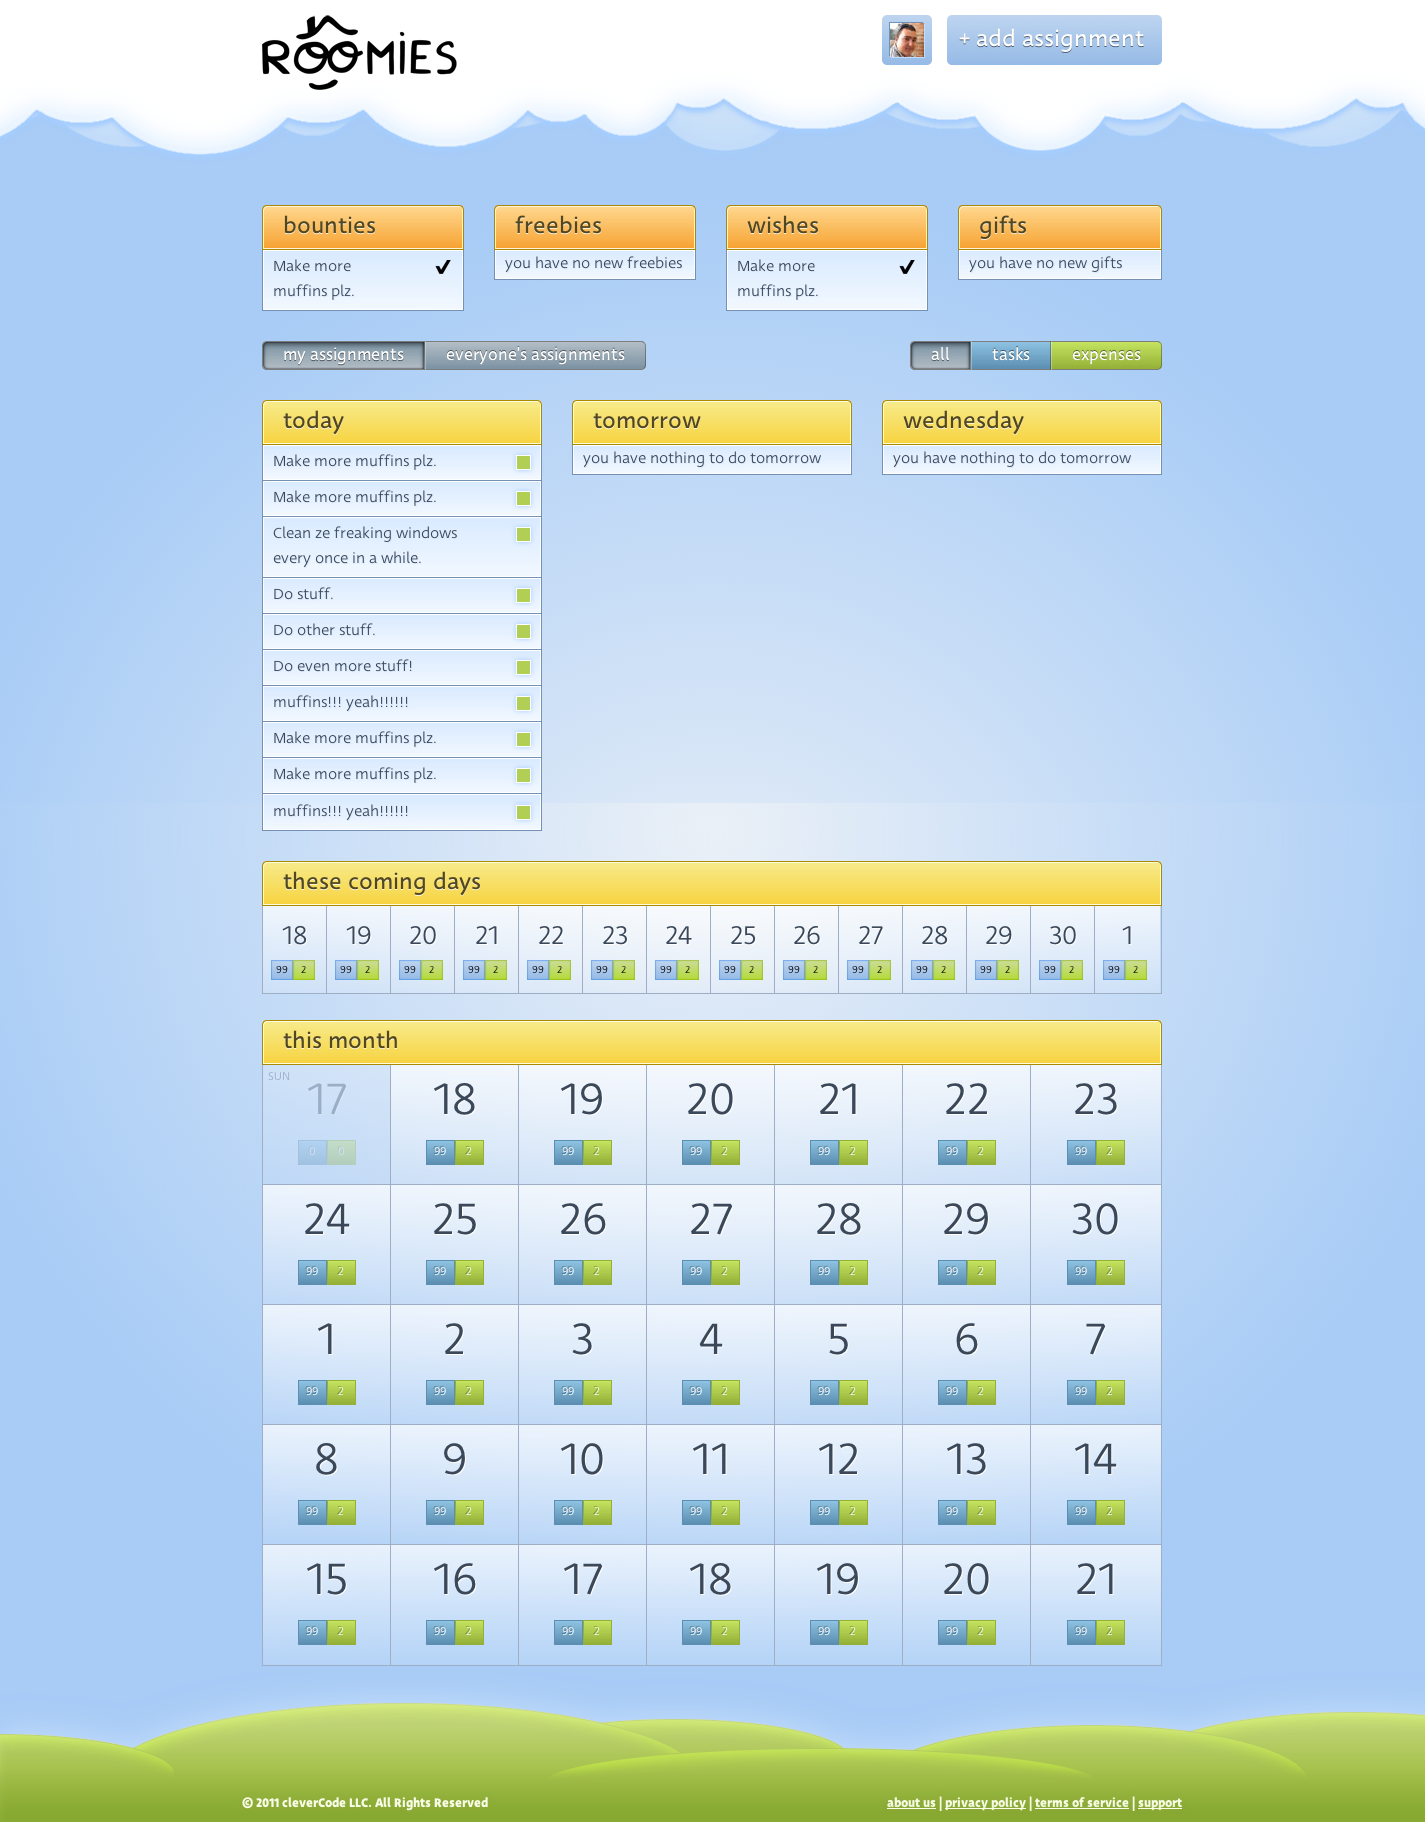 ROOMIES
+ add assignment
bounties
Make more
muffins plz.
freebies
you have no new freebies
wishes
Make more
muffins plz.
gifts
you have no new gifts
my assignments everyone's assignments
all tasks expenses
today
Make more muffins plz.
Make more muffins plz.
Clean ze freaking windows
every once in a while.
Do stuff.
Do other stuff.
Do even more stuff!
muffins!!! yeah!!!!!!
Make more muffins plz.
Make more muffins plz.
muffins!!! yeah!!!!!!
tomorrow
you have nothing to do tomorrow
wednesday
you have nothing to do tomorrow
these coming days
18 19 20 21 22 23 24 25 26 27 28 29 30 1
99 2 99 2 99 2 99 2 99 2 99 2 99 2 99 2 99 2 99 2 99 2 99 2 99 2 99 2
this month
SUN
17 18 19 20 21 22 23
0 0 99 2 99 2 99 2 99 2 99 2 99 2
24 25 26 27 28 29 30
99 2 99 2 99 2 99 2 99 2 99 2 99 2
1 2 3 4 5 6 7
99 2 99 2 99 2 99 2 99 2 99 2 99 2
8 9 10 11 12 13 14
99 2 99 2 99 2 99 2 99 2 99 2 99 2
15 16 17 18 19 20 21
99 2 99 2 99 2 99 2 99 2 99 2 99 2
© 2011 cleverCode LLC. All Rights Reserved
about us | privacy policy | terms of service | support